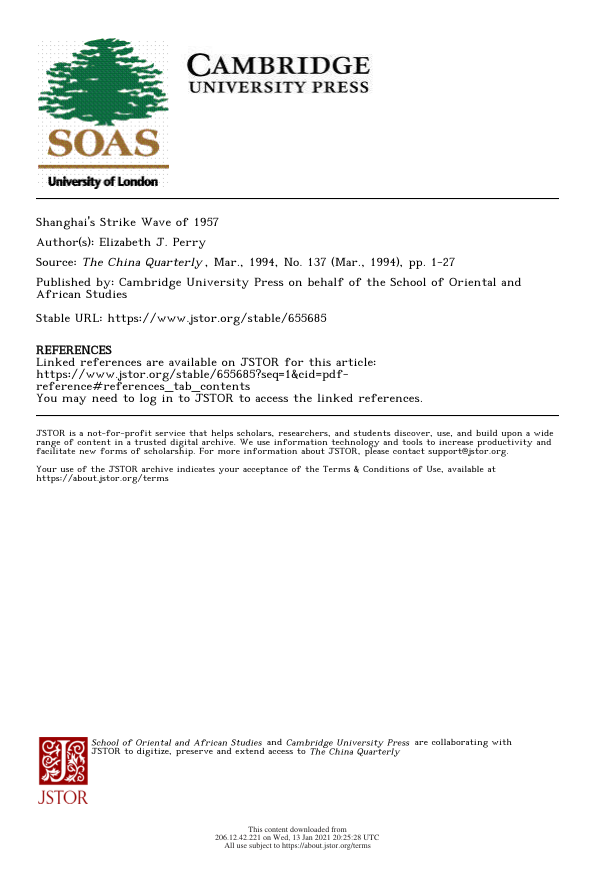 SOAS
University of London
CAMBRIDGE
UNIVERSITY PRESS
Shanghai's Strike Wave of 1957
Author(s): Elizabeth J. Perry
Source: The China Quarterly, Mar., 1994, No. 137 (Mar., 1994), pp. 1-27
Published by: Cambridge University Press on behalf of the School of Oriental and
African Studies
Stable URL: https://www.jstor.org/stable/655685
REFERENCES
Linked references are available on JSTOR for this article:
https://www.jstor.org/stable/655685?seq=1&cid=pdf-
reference#references_tab_contents
You may need to log in to JSTOR to access the linked references.
JSTOR is a not-for-profit service that helps scholars, researchers, and students discover, use, and build upon a wide
range of content in a trusted digital archive. We use information technology and tools to increase productivity and
facilitate new forms of scholarship. For more information about JSTOR, please contact support@jstor.org.
Your use of the JSTOR archive indicates your acceptance of the Terms & Conditions of Use, available at
https://about.jstor.org/terms
School of Oriental and African Studies and Cambridge University Press are collaborating with
JSTOR to digitize, preserve and extend access to The China Quarterly
JSTOR
This content downloaded from
206.12.42.221 on Wed, 13 Jan 2021 20:25:28 UTC
All use subject to https://about.jstor.org/terms